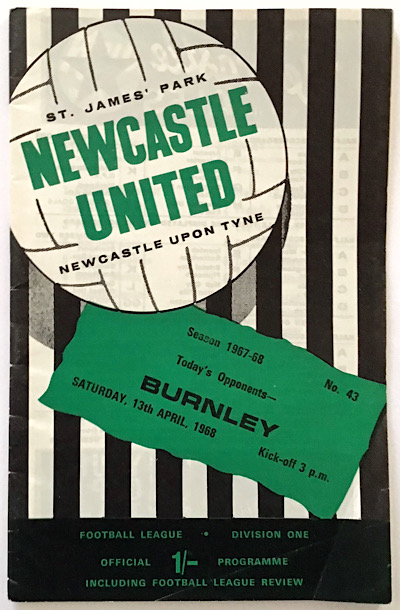 ST. JAMES' PARK
NEWCASTLE
UNITED
NEWCASTLE UPON TYNE
Season 1967-68
No. 43
Today's Opponents—
BURNLEY
SATURDAY, 13th APRIL, 1968
Kick-off 3 p.m.
FOOTBALL LEAGUE • DIVISION ONE
OFFICIAL 1/- PROGRAMME
INCLUDING FOOTBALL LEAGUE REVIEW